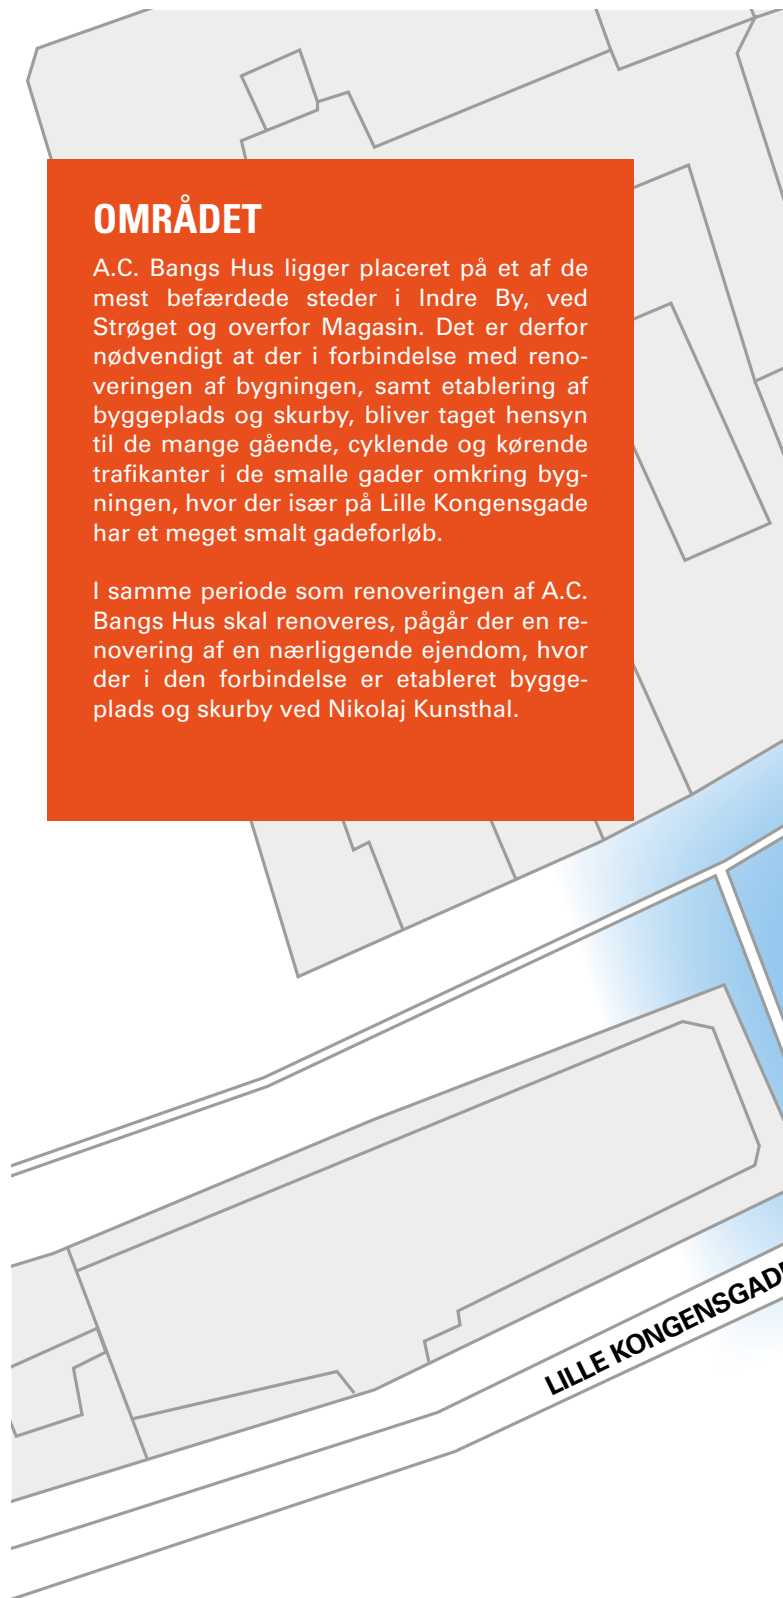 OMRÅDET
A.C. Bangs Hus ligger placeret på et af de
mest befærdede steder i Indre By, ved
Strøget og overfor Magasin. Det er derfor
nødvendigt at der i forbindelse med reno-
veringen af bygningen, samt etablering af
byggeplads og skurby, bliver taget hensyn
til de mange gående, cyklende og kørende
trafikanter i de smalle gader omkring byg-
ningen, hvor der især på Lille Kongensgade
har et meget smalt gadeforløb.
I samme periode som renoveringen af A.C.
Bangs Hus skal renoveres, pågår der en re-
novering af en nærliggende ejendom, hvor
der i den forbindelse er etableret bygge-
plads og skurby ved Nikolaj Kunsthal.
LILLE KONGENSGADE